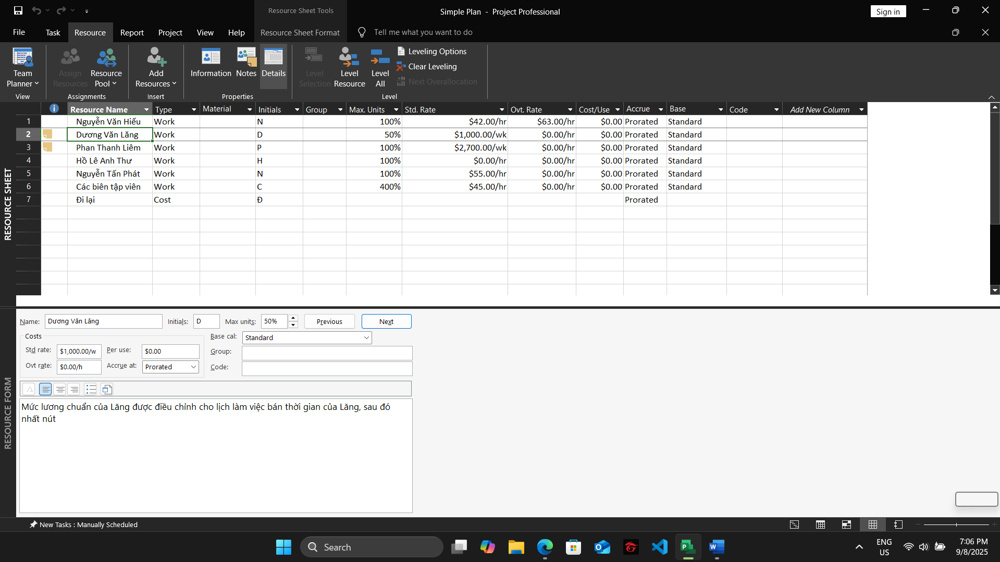 Resource Sheet Tools
Simple Plan - Project Professional
Sign in
File Task Resource Report Project View Help Resource Sheet Format Tell me what you want to do
Team Planner
View
Assign Resources
Resource Pool
Assignments
Add Resources
Insert
Information Notes Details
Properties
Level Selection
Level Resource
Level All
Leveling Options
Clear Leveling
Next Overallocation
Level
RESOURCE SHEET
Resource Name Type Material Initials Group Max. Units Std. Rate Ovt. Rate Cost/Use Accrue Base Code Add New Column
1 Nguyễn Văn Hiếu Work N 100% $42.00/hr $63.00/hr $0.00 Prorated Standard
2 Dương Văn Lăng Work D 50% $1,000.00/wk $0.00/hr $0.00 Prorated Standard
3 Phan Thanh Liêm Work P 100% $2,700.00/wk $0.00/hr $0.00 Prorated Standard
4 Hồ Lê Anh Thư Work H 100% $0.00/hr $0.00/hr $0.00 Prorated Standard
5 Nguyễn Tấn Phát Work N 100% $55.00/hr $0.00/hr $0.00 Prorated Standard
6 Các biên tập viên Work C 400% $45.00/hr $0.00/hr $0.00 Prorated Standard
7 Đi lại Cost Đ Prorated
RESOURCE FORM
Name: Dương Văn Lăng Initials: D Max units: 50% Previous Next
Costs
Base cal: Standard
Std rate: $1,000.00/w Per use: $0.00 Group:
Ovt rate: $0.00/h Accrue at: Prorated Code:
Mức lương chuẩn của Lăng được điều chỉnh cho lịch làm việc bán thời gian của Lăng, sau đó
nhất nút
New Tasks : Manually Scheduled
Search
ENG
US
7:06 PM
9/8/2025